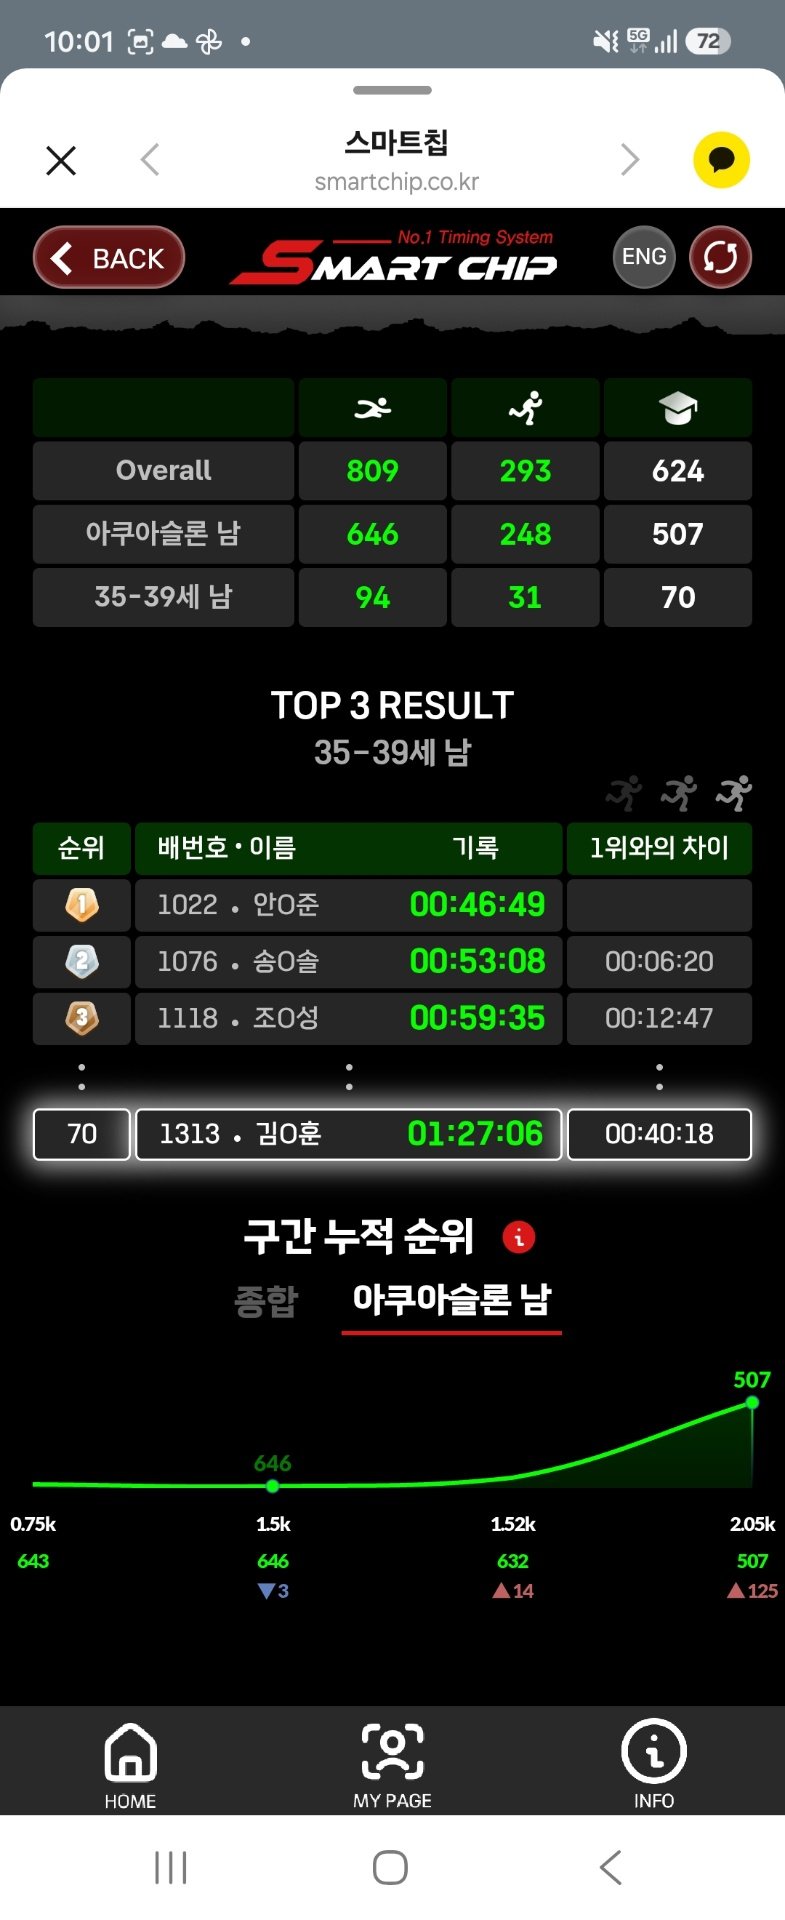 10:01 5G 72
스마트칩
smartchip.co.kr
BACK
No.1 Timing System
SMART CHIP
ENG
Overall 809 293 624
아쿠아슬론 남 646 248 507
35-39세 남 94 31 70
TOP 3 RESULT
35-39세 남
순위 배번호 • 이름 기록 1위와의 차이
1 1022 • 안O준 00:46:49
2 1076 • 송O솔 00:53:08 00:06:20
3 1118 • 조O성 00:59:35 00:12:47
: : :
70 1313 • 김O훈 01:27:06 00:40:18
구간 누적 순위 i
종합 아쿠아슬론 남
507
646
0.75k 1.5k 1.52k 2.05k
643 646 632 507
▼3 ▲14 ▲125
HOME MY PAGE INFO